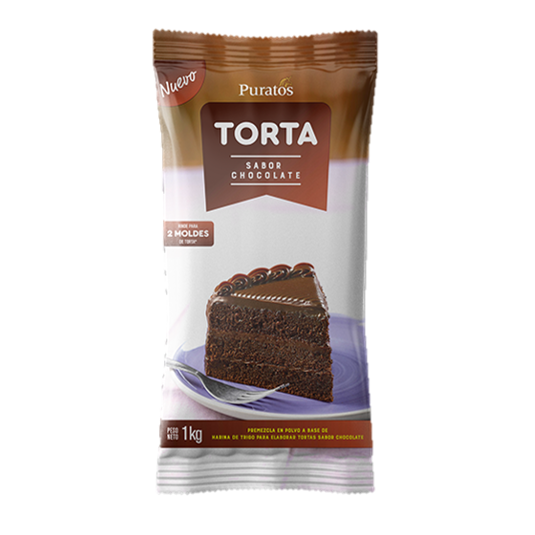 Nuevo
Puratos
TORTA
SABOR
CHOCOLATE
RINDE PARA
2 MOLDES
DE TORTA*
PESO
NETO 1kg
PREMEZCLA EN POLVO A BASE DE
HARINA DE TRIGO PARA ELABORAR TORTAS SABOR CHOCOLATE